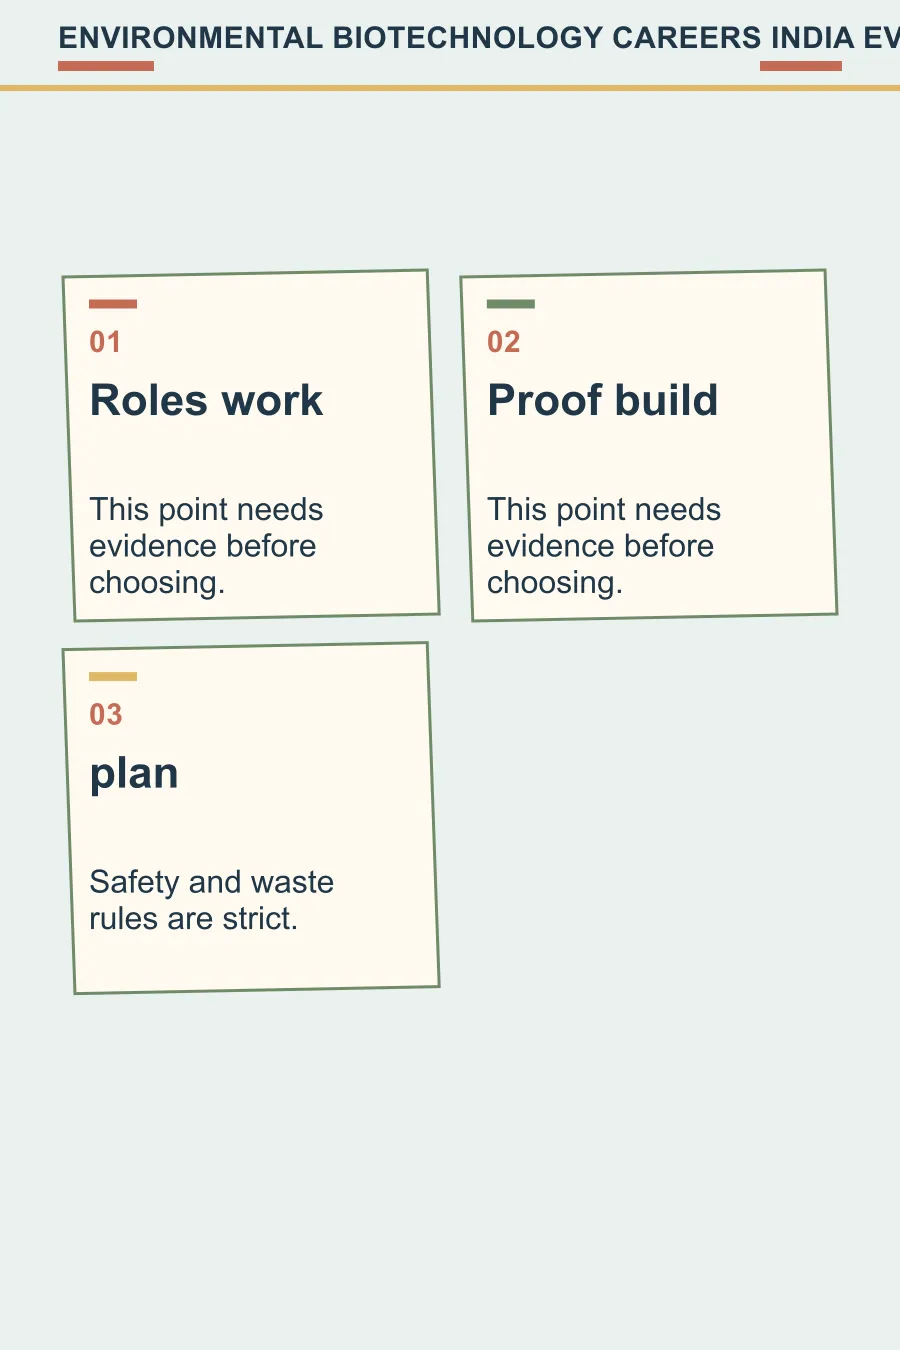 ENVIRONMENTAL BIOTECHNOLOGY CAREERS INDIA EV
01
Roles work
This point needs
evidence before
choosing.
02
Proof build
This point needs
evidence before
choosing.
03
plan
Safety and waste
rules are strict.